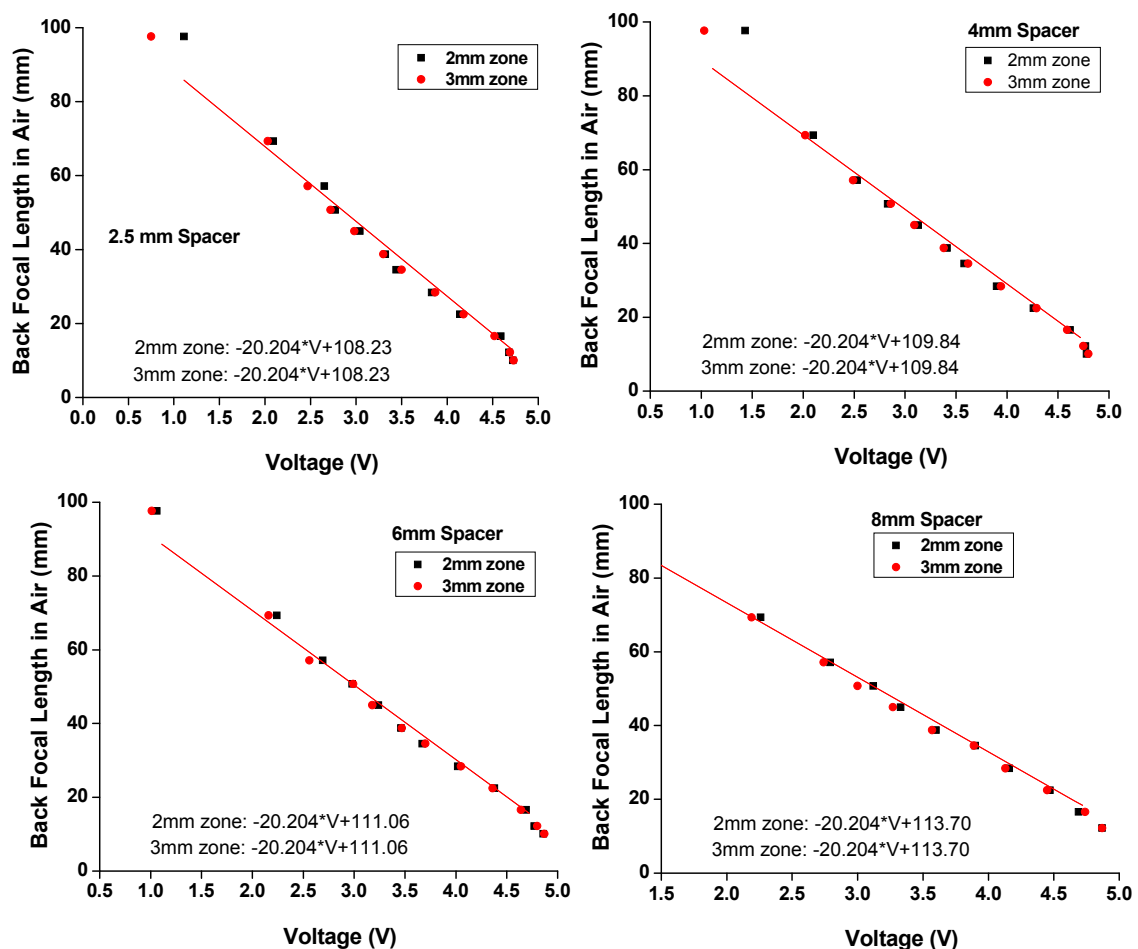 100
80
60
40
20
0
Back Focal Length in Air (mm)
2mm zone
3mm zone
2.5 mm Spacer
2mm zone: -20.204*V+108.23
3mm zone: -20.204*V+108.23
0.0 1.0 1.5 2.0 2.5 3.0 3.5 4.0 4.5 5.0
Voltage (V)
100
80
60
40
20
0
Back Focal Length in Air (mm)
4mm Spacer
2mm zone
3mm zone
2mm zone: -20.204*V+109.84
3mm zone: -20.204*V+109.84
0.5 1.0 1.5 2.0 2.5 3.0 3.5 4.0 4.5 5.0
Voltage (V)
100
80
60
40
20
0
Back Focal Length in Air (mm)
6mm Spacer
2mm zone
3mm zone
2mm zone: -20.204*V+111.06
3mm zone: -20.204*V+111.06
0.5 1.0 1.5 2.0 2.5 3.0 3.5 4.0 4.5 5.0
Voltage (V)
100
80
60
40
20
0
Back Focal Length in Air (mm)
8mm Spacer
2mm zone
3mm zone
2mm zone: -20.204*V+113.70
3mm zone: -20.204*V+113.70
1.5 2.0 2.5 3.0 3.5 4.0 4.5 5.0
Voltage (V)